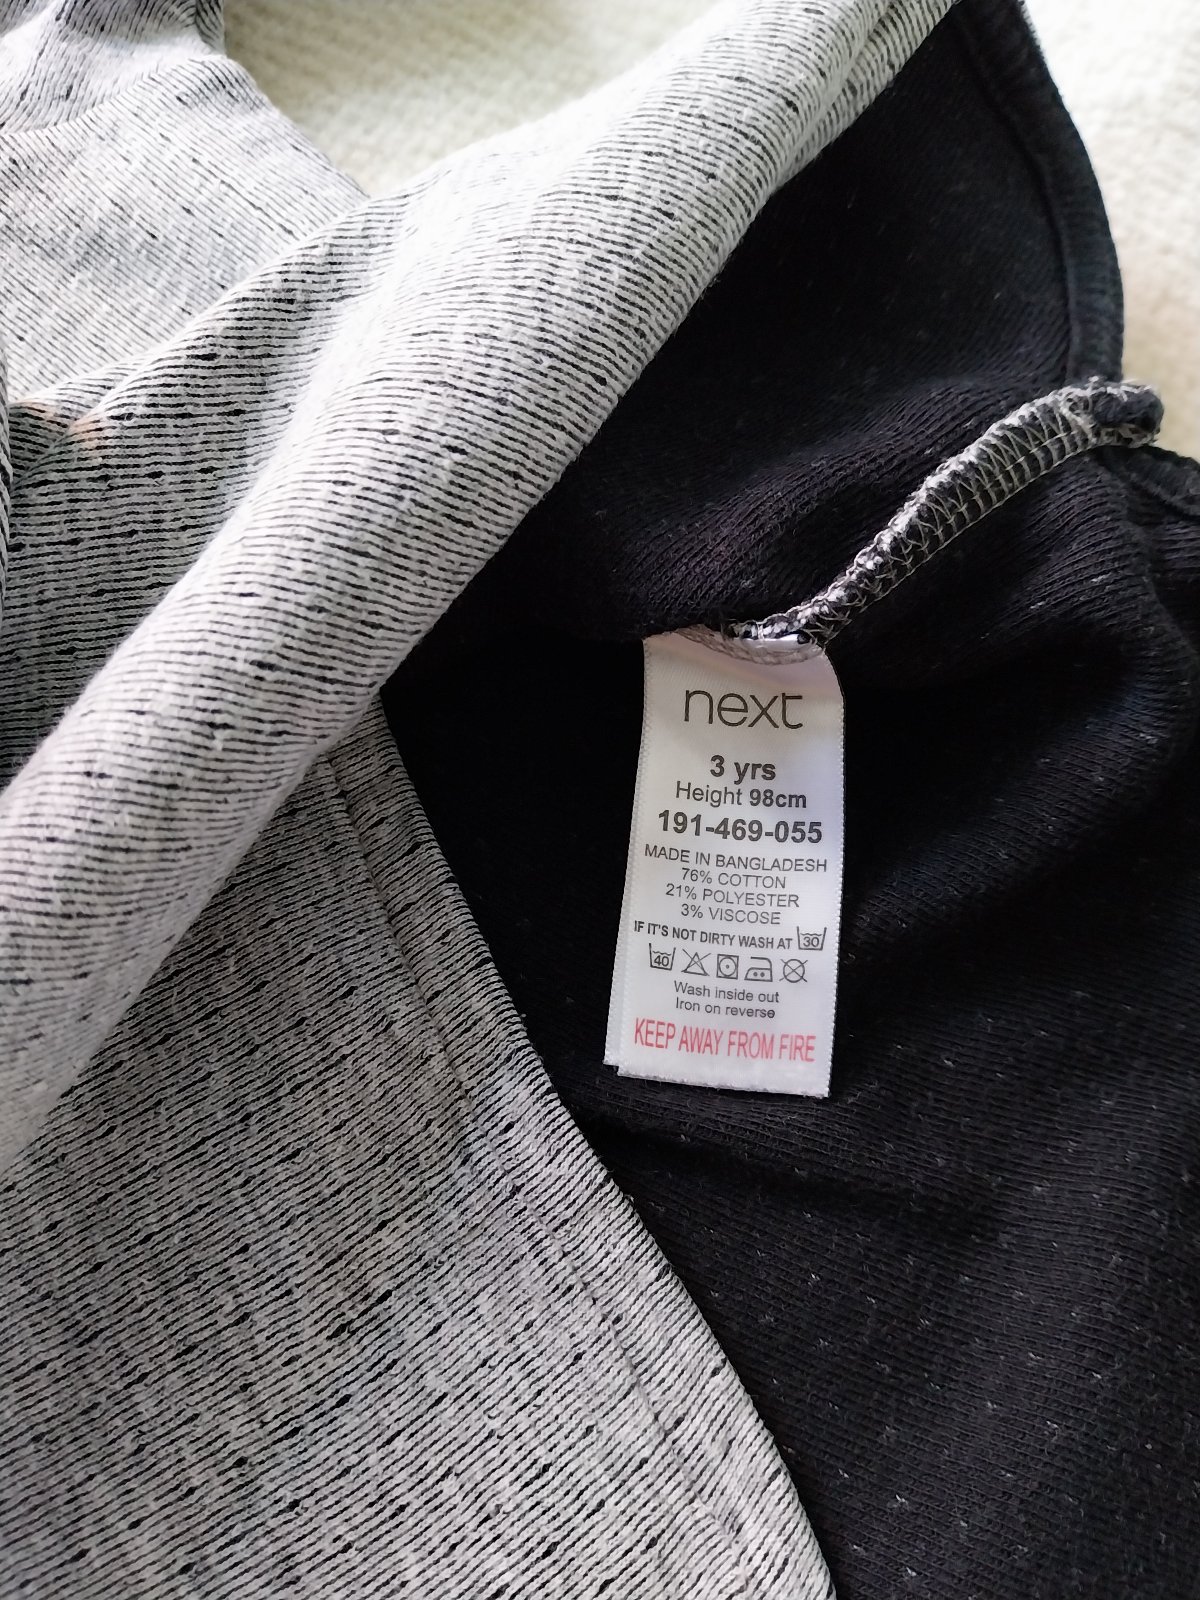 next
3 yrs
Height 98cm
191-469-055
MADE IN BANGLADESH
76% COTTON
21% POLYESTER
3% VISCOSE
IF IT'S NOT DIRTY WASH AT 30
40
Wash inside out
Iron on reverse
KEEP AWAY FROM FIRE